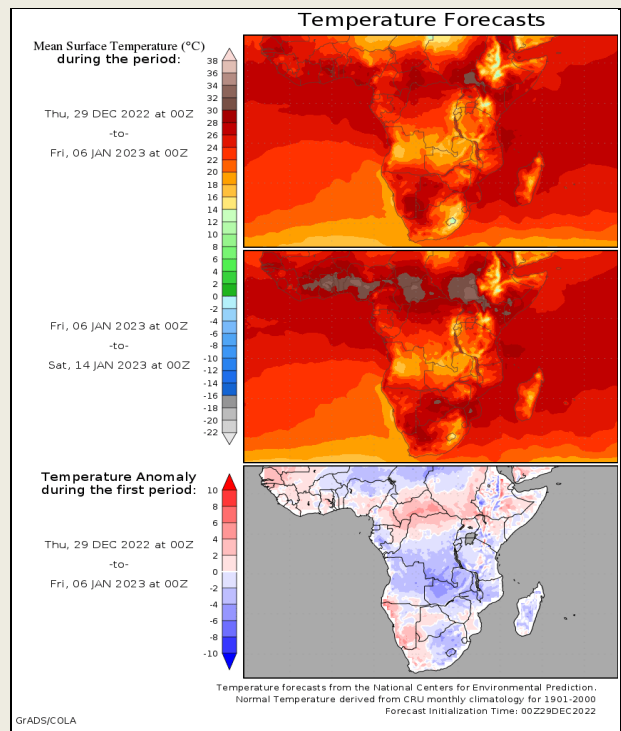 Temperature Forecasts
Mean Surface Temperature (°C)
during the period:
38
36
34
32
30
28
26
24
22
20
18
16
14
12
10
8
6
4
2
0
-2
-4
-6
-8
-10
-12
-14
-16
-18
-20
-22
Thu, 29 DEC 2022 at 00Z
-to-
Fri, 06 JAN 2023 at 00Z
Fri, 06 JAN 2023 at 00Z
-to-
Sat, 14 JAN 2023 at 00Z
Temperature Anomaly
during the first period:
10
8
6
4
2
0
-2
-4
-6
-8
-10
Thu, 29 DEC 2022 at 00Z
-to-
Fri, 06 JAN 2023 at 00Z
Temperature forecasts from the National Centers for Environmental Prediction.
Normal Temperature derived from CRU monthly climatology for 1901-2000
Forecast Initialization Time: 00Z29DEC2022
GrADS/COLA